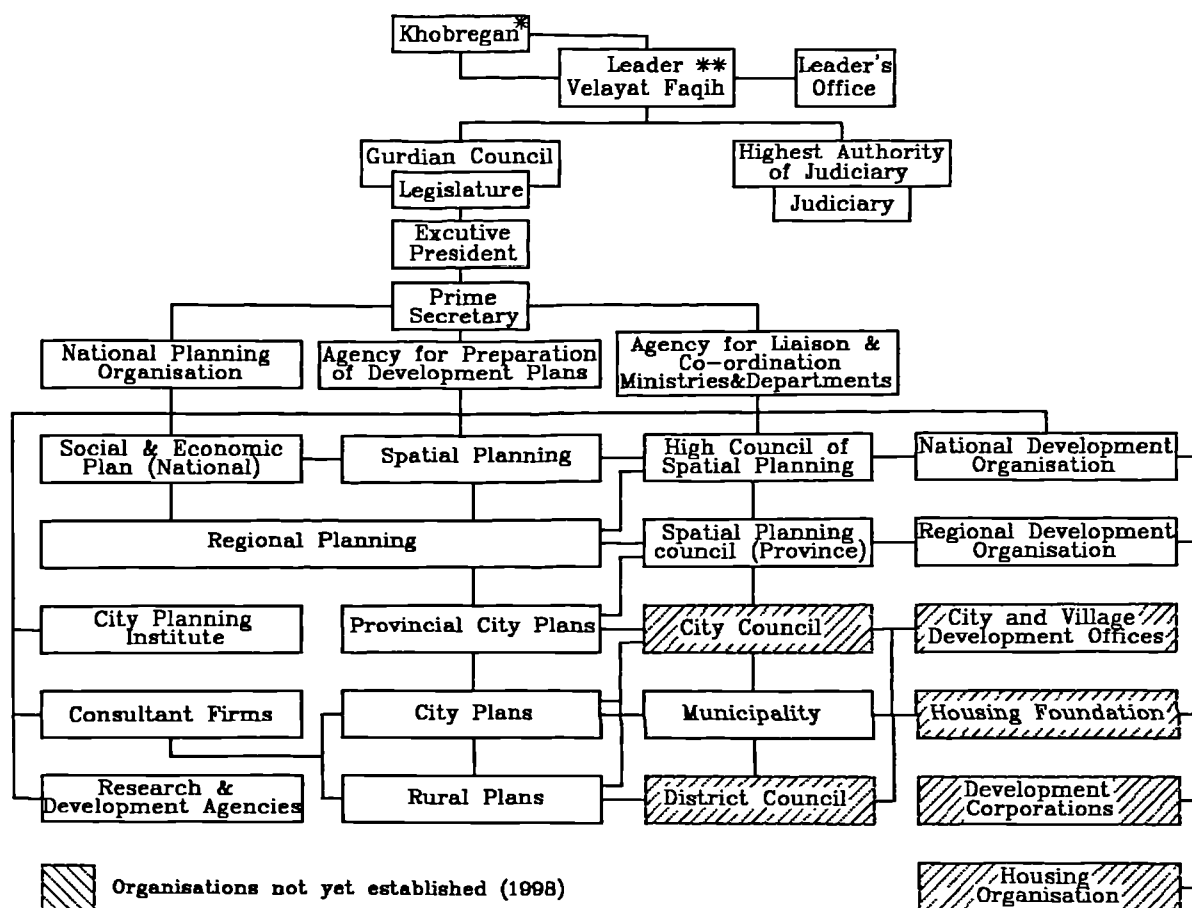 Khobregan*
Leader **
Velayat Faqih
Leader's
Office
Gurdian Council
Legislature
Highest Authority
of Judiciary
Judiciary
Excutive
President
Prime
Secretary
National Planning
Organisation
Agency for Preparation
of Development Plans
Agency for Liaison &
Co-ordination
Ministries&Departments
Social & Economic
Plan (National)
Spatial Planning
High Council of
Spatial Planning
National Development
Organisation
Regional Planning
Spatial Planning
council (Province)
Regional Development
Organisation
City Planning
Institute
Provincial City Plans
City Council
City and Village
Development Offices
Consultant Firms
City Plans
Municipality
Housing Foundation
Research &
Development Agencies
Rural Plans
District Council
Development
Corporations
Organisations not yet established (1998)
Housing
Organisation